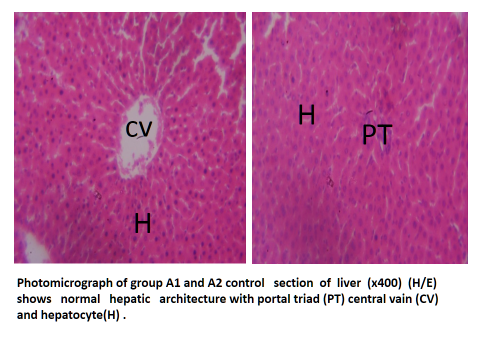 CV
H
H
PT
Photomicrograph of group A1 and A2 control section of liver (x400) (H/E)
shows normal hepatic architecture with portal triad (PT) central vain (CV)
and hepatocyte(H) .